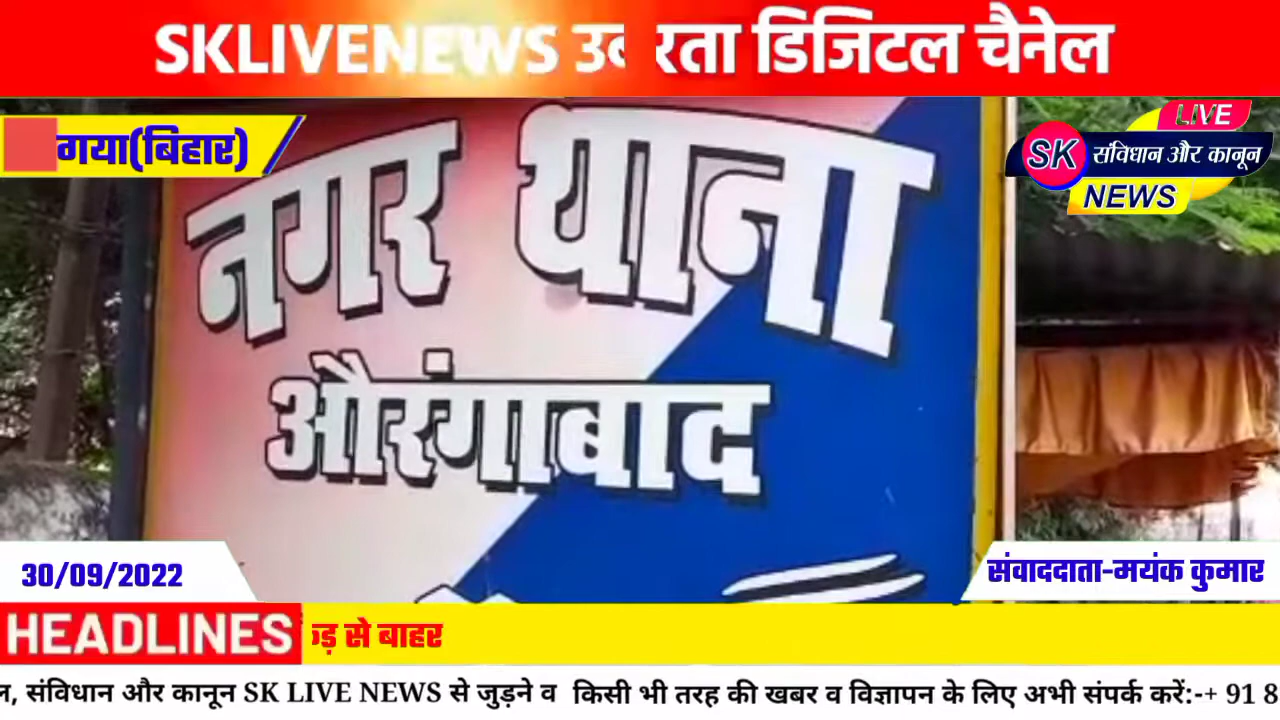 SKLIVENEWS रता डिजिटल चैनेल
गया(बिहार)
LIVE
SK संविधान और कानून
NEWS
नगर थाना
औरंगाबाद
30/09/2022
संवाददाता-मयंक कुमार
HEADLINES
से बाहर
संविधान और कानून SK LIVE NEWS से जुड़ने व किसी भी तरह की खबर व विज्ञापन के लिए अभी संपर्क करें:-+ 91 8